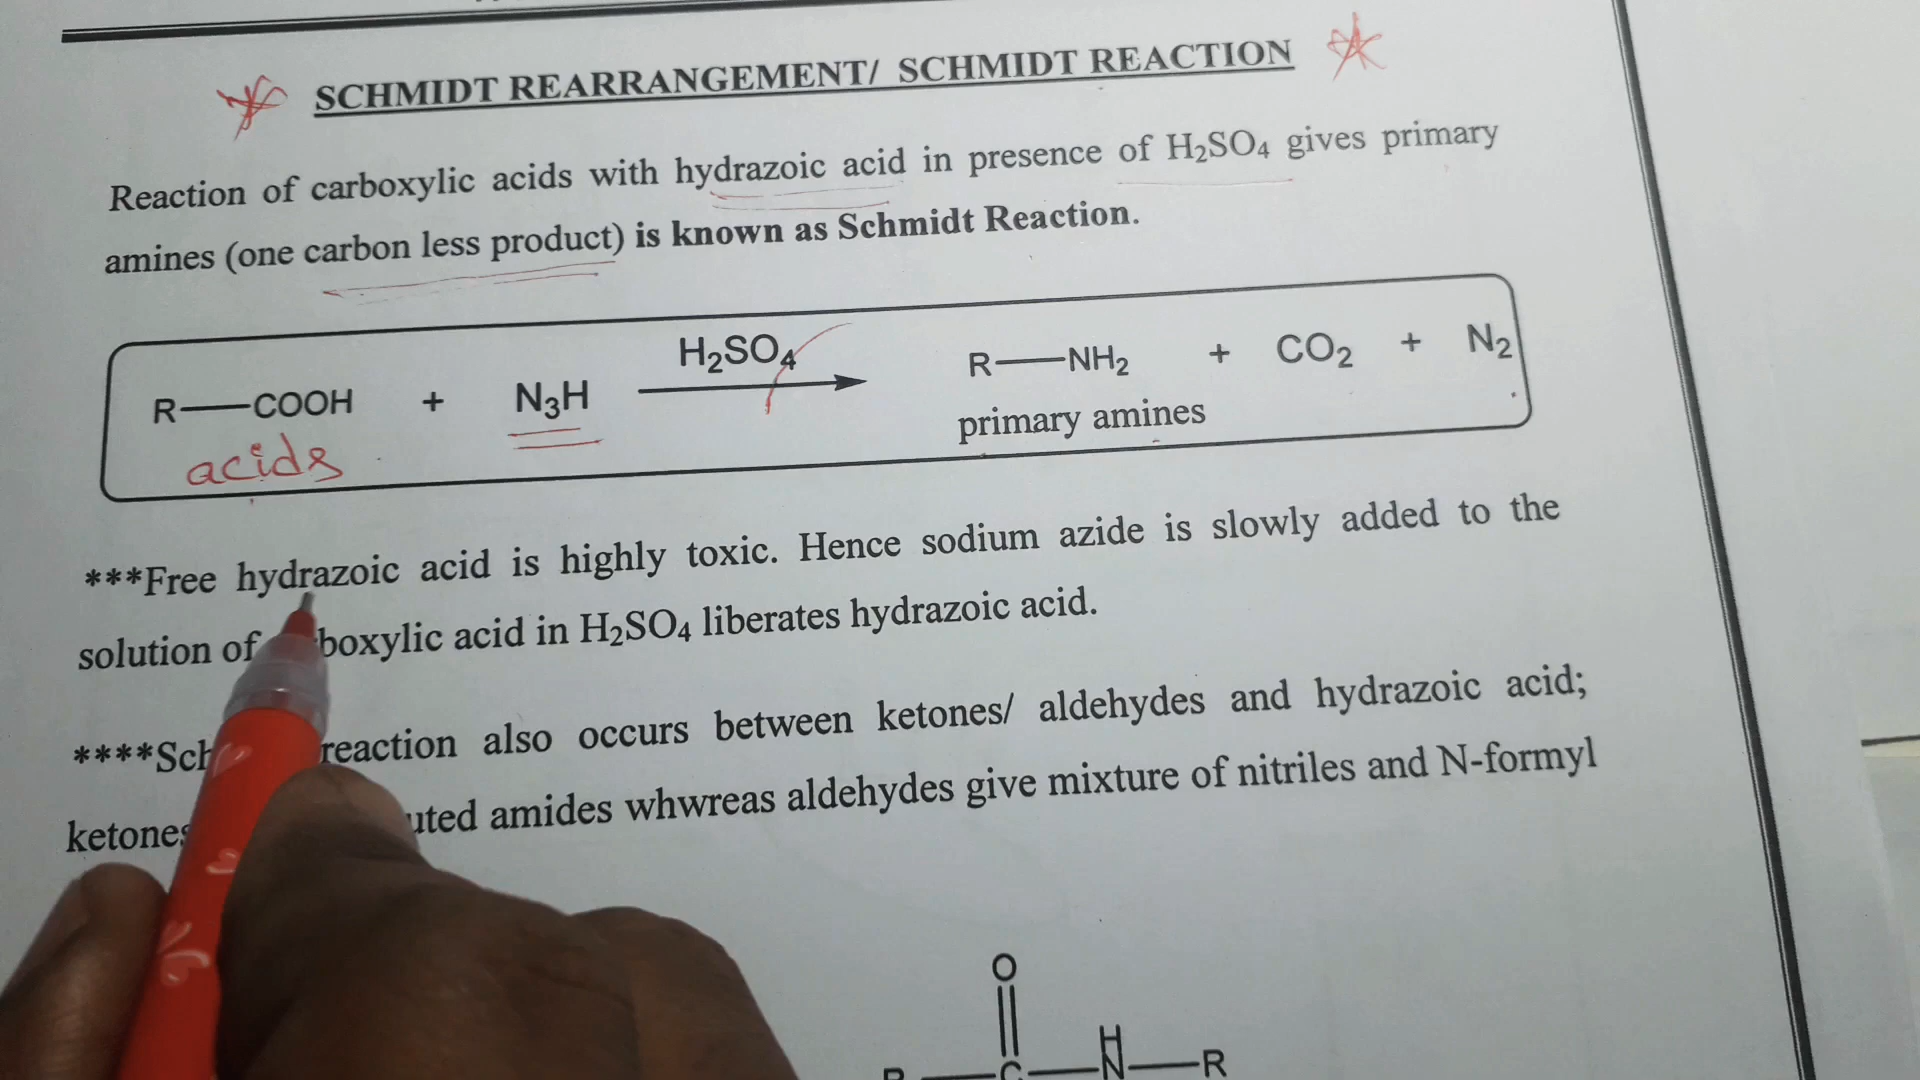 SCHMIDT REARRANGEMENT/ SCHMIDT REACTION
Reaction of carboxylic acids with hydrazoic acid in presence of H₂SO₄ gives primary
amines (one carbon less product) is known as Schmidt Reaction.
R—COOH + N₃H H₂SO₄ R—NH₂ + CO₂ + N₂
acids primary amines
***Free hydrazoic acid is highly toxic. Hence sodium azide is slowly added to the
solution of boxylic acid in H₂SO₄ liberates hydrazoic acid.
****Sch reaction also occurs between ketones/ aldehydes and hydrazoic acid;
ketones uted amides whwreas aldehydes give mixture of nitriles and N-formyl
O
H
R—C—N—R